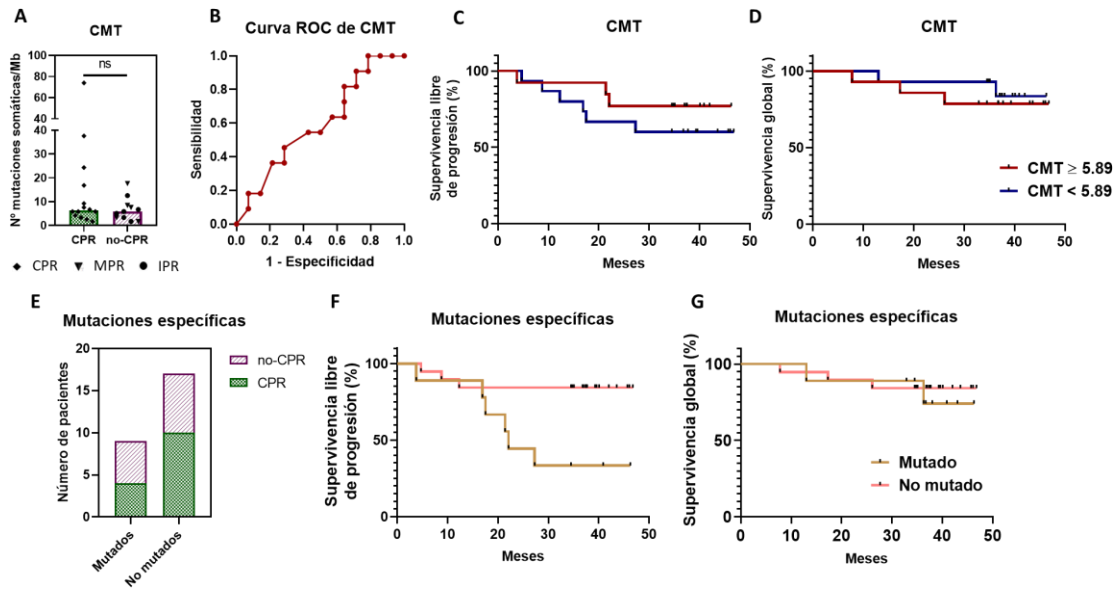 A
CMT
Nº mutaciones somáticas/Mb
ns
100
80
60
40
30
20
10
0
CPR no-CPR
◆ CPR ▼ MPR ● IPR
B
Curva ROC de CMT
Sensibilidad
1.0
0.8
0.6
0.4
0.2
0.0
0.0 0.2 0.4 0.6 0.8 1.0
1 - Especificidad
C
CMT
Supervivencia libre
de progresión (%)
100
50
0
0 10 20 30 40 50
Meses
D
CMT
Supervivencia global (%)
100
50
0
0 10 20 30 40 50
Meses
CMT ≥ 5.89
CMT < 5.89
E
Mutaciones específicas
Número de pacientes
20
15
10
5
0
Mutados
No mutados
no-CPR
CPR
F
Mutaciones específicas
Supervivencia libre
de progresión (%)
100
50
0
0 10 20 30 40 50
Meses
G
Mutaciones específicas
Supervivencia global (%)
100
50
0
0 10 20 30 40 50
Meses
Mutado
No mutado